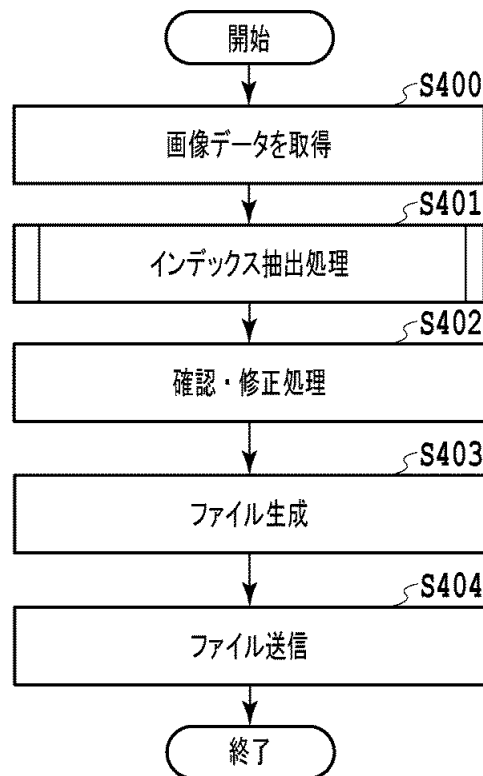 開始
S400
画像データを取得
S401
インデックス抽出処理
S402
確認・修正処理
S403
ファイル生成
S404
ファイル送信
終了